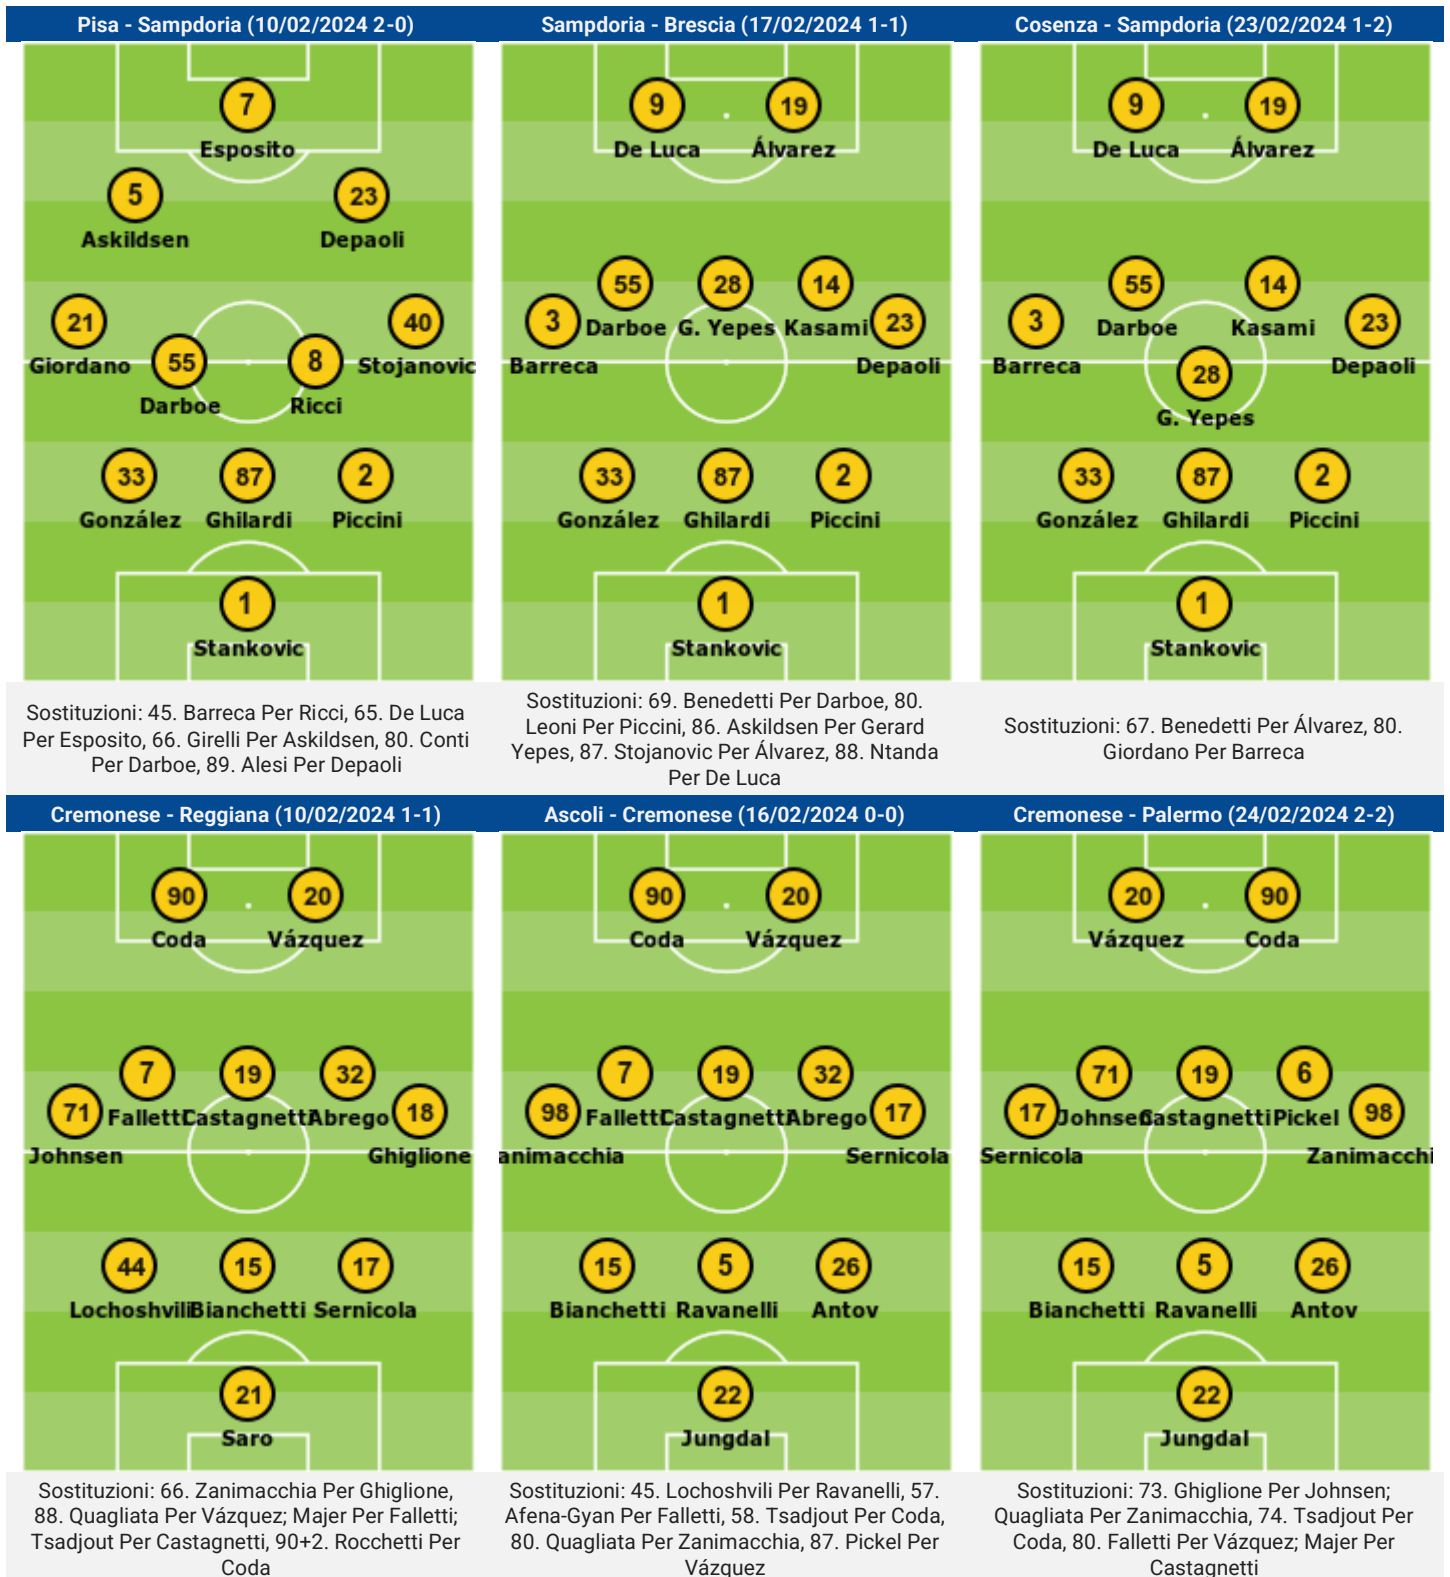 Pisa - Sampdoria (10/02/2024 2-0)
7
Esposito
5
23
Askildsen
Depaoli
21
40
Giordano
55
8
Stojanovic
Darboe
Ricci
33
87
2
González
Ghilardi
Piccini
1
Stankovic
Sostituzioni: 45. Barreca Per Ricci, 65. De Luca
Per Esposito, 66. Girelli Per Askildsen, 80. Conti
Per Darboe, 89. Alesi Per Depaoli
Sampdoria - Brescia (17/02/2024 1-1)
9
19
De Luca
Álvarez
55
28
14
3
Darboe
G. Yepes
Kasami
23
Barreca
Depaoli
33
87
2
González
Ghilardi
Piccini
1
Stankovic
Sostituzioni: 69. Benedetti Per Darboe, 80.
Leoni Per Piccini, 86. Askildsen Per Gerard
Yepes, 87. Stojanovic Per Álvarez, 88. Ntanda
Per De Luca
Cosenza - Sampdoria (23/02/2024 1-2)
9
19
De Luca
Álvarez
55
14
3
Darboe
Kasami
23
Barreca
Depaoli
28
G. Yepes
33
87
2
González
Ghilardi
Piccini
1
Stankovic
Sostituzioni: 67. Benedetti Per Álvarez, 80.
Giordano Per Barreca
Cremonese - Reggiana (10/02/2024 1-1)
90
20
Coda
Vázquez
7
19
32
71
Falletti
Castagnetti
Abrego
18
Johnsen
Ghiglione
44
15
17
Lochoshvili
Bianchetti
Sernicola
21
Saro
Sostituzioni: 66. Zanimacchia Per Ghiglione,
88. Quagliata Per Vázquez; Majer Per Falletti;
Tsadjout Per Castagnetti, 90+2. Rocchetti Per
Coda
Ascoli - Cremonese (16/02/2024 0-0)
90
20
Coda
Vázquez
7
19
32
98
Falletti
Castagnetti
Abrego
17
animacchia
Sernicola
15
5
26
Bianchetti
Ravanelli
Antov
22
Jungdal
Sostituzioni: 45. Lochoshvili Per Ravanelli, 57.
Afena-Gyan Per Falletti, 58. Tsadjout Per Coda,
80. Quagliata Per Zanimacchia, 87. Pickel Per
Vázquez
Cremonese - Palermo (24/02/2024 2-2)
20
90
Vázquez
Coda
71
19
6
17
Johnsen
Castagnetti
Pickel
98
Sernicola
Zanimacchi
15
5
26
Bianchetti
Ravanelli
Antov
22
Jungdal
Sostituzioni: 73. Ghiglione Per Johnsen;
Quagliata Per Zanimacchia, 74. Tsadjout Per
Coda, 80. Falletti Per Vázquez; Majer Per
Castagnetti